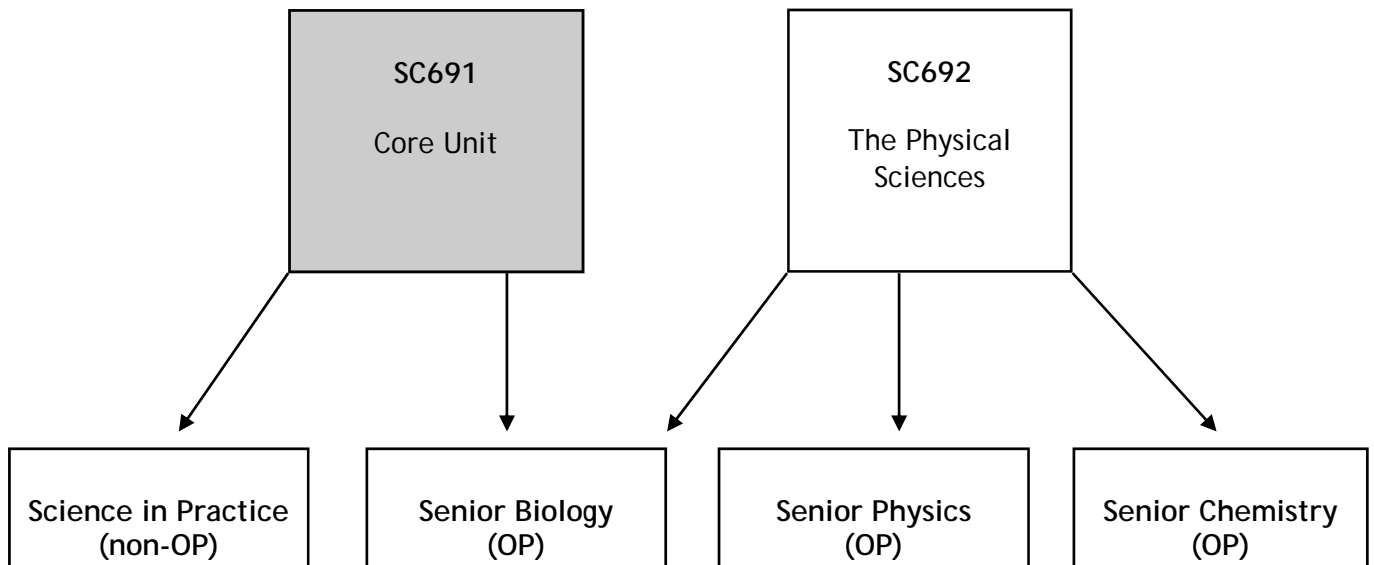 SC691
Core Unit
SC692
The Physical
Sciences
Science in Practice
(non-OP)
Senior Biology
(OP)
Senior Physics
(OP)
Senior Chemistry
(OP)